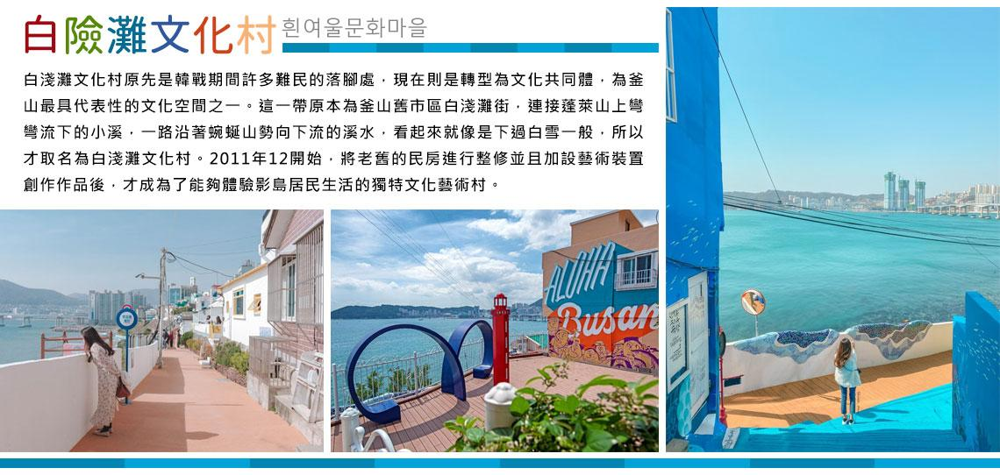 白險灘文化村 흰여울문화마을
白淺灘文化村原先是韓戰期間許多難民的落腳處，現在則是轉型為文化共同體，為釜
山最具代表性的文化空間之一。這一帶原本為釜山舊市區白淺灘街，連接蓬萊山上彎
彎流下的小溪，一路沿著蜿蜒山勢向下流的溪水，看起來就像是下過白雪一般，所以
才取名為白淺灘文化村。2011年12開始，將老舊的民房進行整修並且加設藝術裝置
創作作品後，才成為了能夠體驗影島居民生活的獨特文化藝術村。
ALOHA
Busan